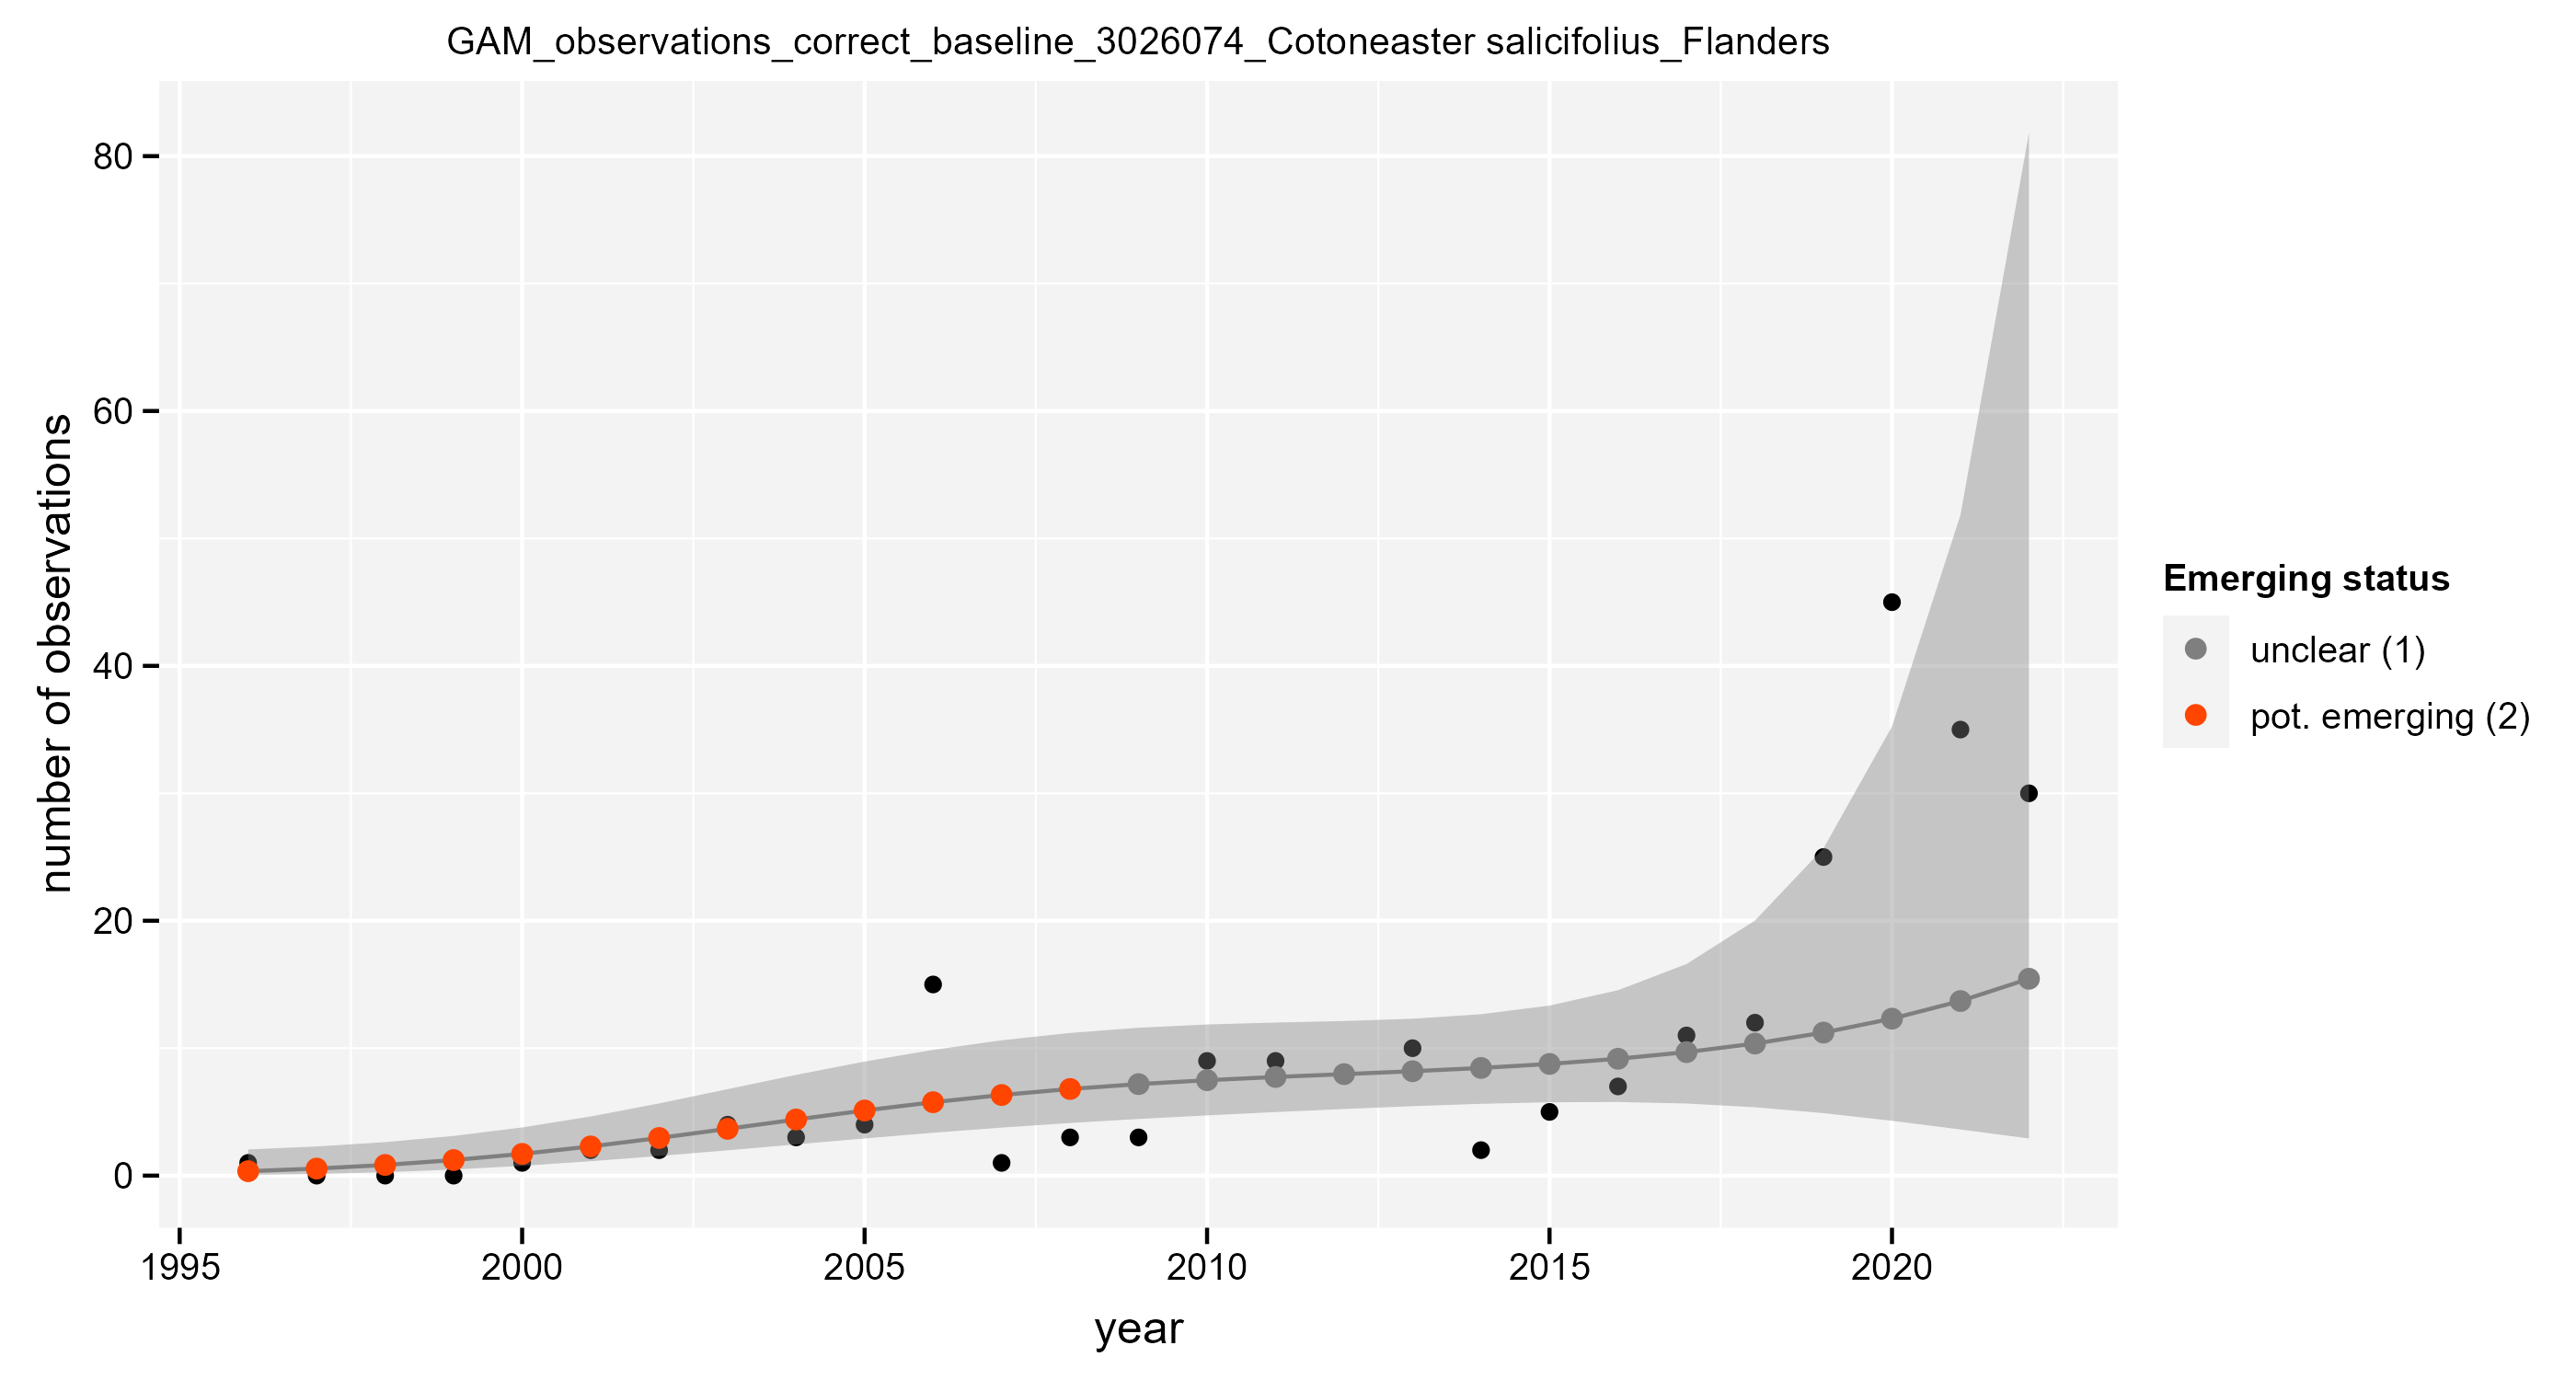 GAM_observations_correct_baseline_3026074_Cotoneaster salicifolius_Flanders
number of observations
80
60
40
20
0
1995 2000 2005 2010 2015 2020
year
Emerging status
unclear (1)
pot. emerging (2)